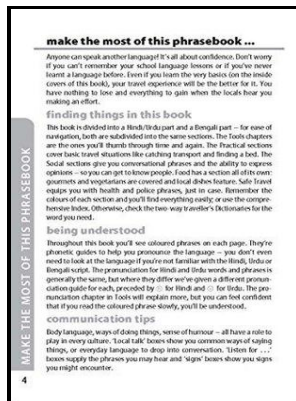 make the most of this phrasebook ...
Anyone can speak another language! It's all about confidence. Don't worry
if you can't remember your school language lessons or if you've never
learnt a language before. Even if you learn the very basics (on the inside
covers of this book), your travel experience will be the better for it. You
have nothing to lose and everything to gain when the locals hear you
making an effort.
finding things in this book
This book is divided into a Hindi/Urdu part and a Bengali part – for ease of
navigation, both are subdivided into the same sections. The Tools chapters
are the ones you'll thumb through time and again. The Practical sections
cover basic travel situations like catching transport and finding a bed. The
Social sections give you conversational phrases and the ability to express
opinions – so you can get to know people. Food has a section all of its own:
gourmets and vegetarians are covered and local dishes feature. Safe Travel
equips you with health and police phrases, just in case. Remember the
colours of each section and you'll find everything easily; or use the compre-
hensive Index. Otherwise, check the two-way traveller's Dictionaries for the
word you need.
being understood
Throughout this book you'll see coloured phrases on each page. They're
phonetic guides to help you pronounce the language – you don't even
need to look at the language if you're not familiar with the Hindi, Urdu or
Bengali script. The pronunciation for Hindi and Urdu words and phrases is
generally the same, but where they differ we've given a different pronun-
ciation guide for each, preceded by for Hindi and for Urdu. The pro-
nunciation chapter in Tools will explain more, but you can feel confident
that if you read the coloured phrase slowly, you'll be understood.
communication tips
Body language, ways of doing things, sense of humour – all have a role to
play in every culture. 'Local talk' boxes show you common ways of saying
things, or everyday language to drop into conversation. 'Listen for ...'
boxes supply the phrases you may hear and 'signs' boxes show you signs
you might encounter.
MAKE THE MOST OF THIS PHRASEBOOK
4